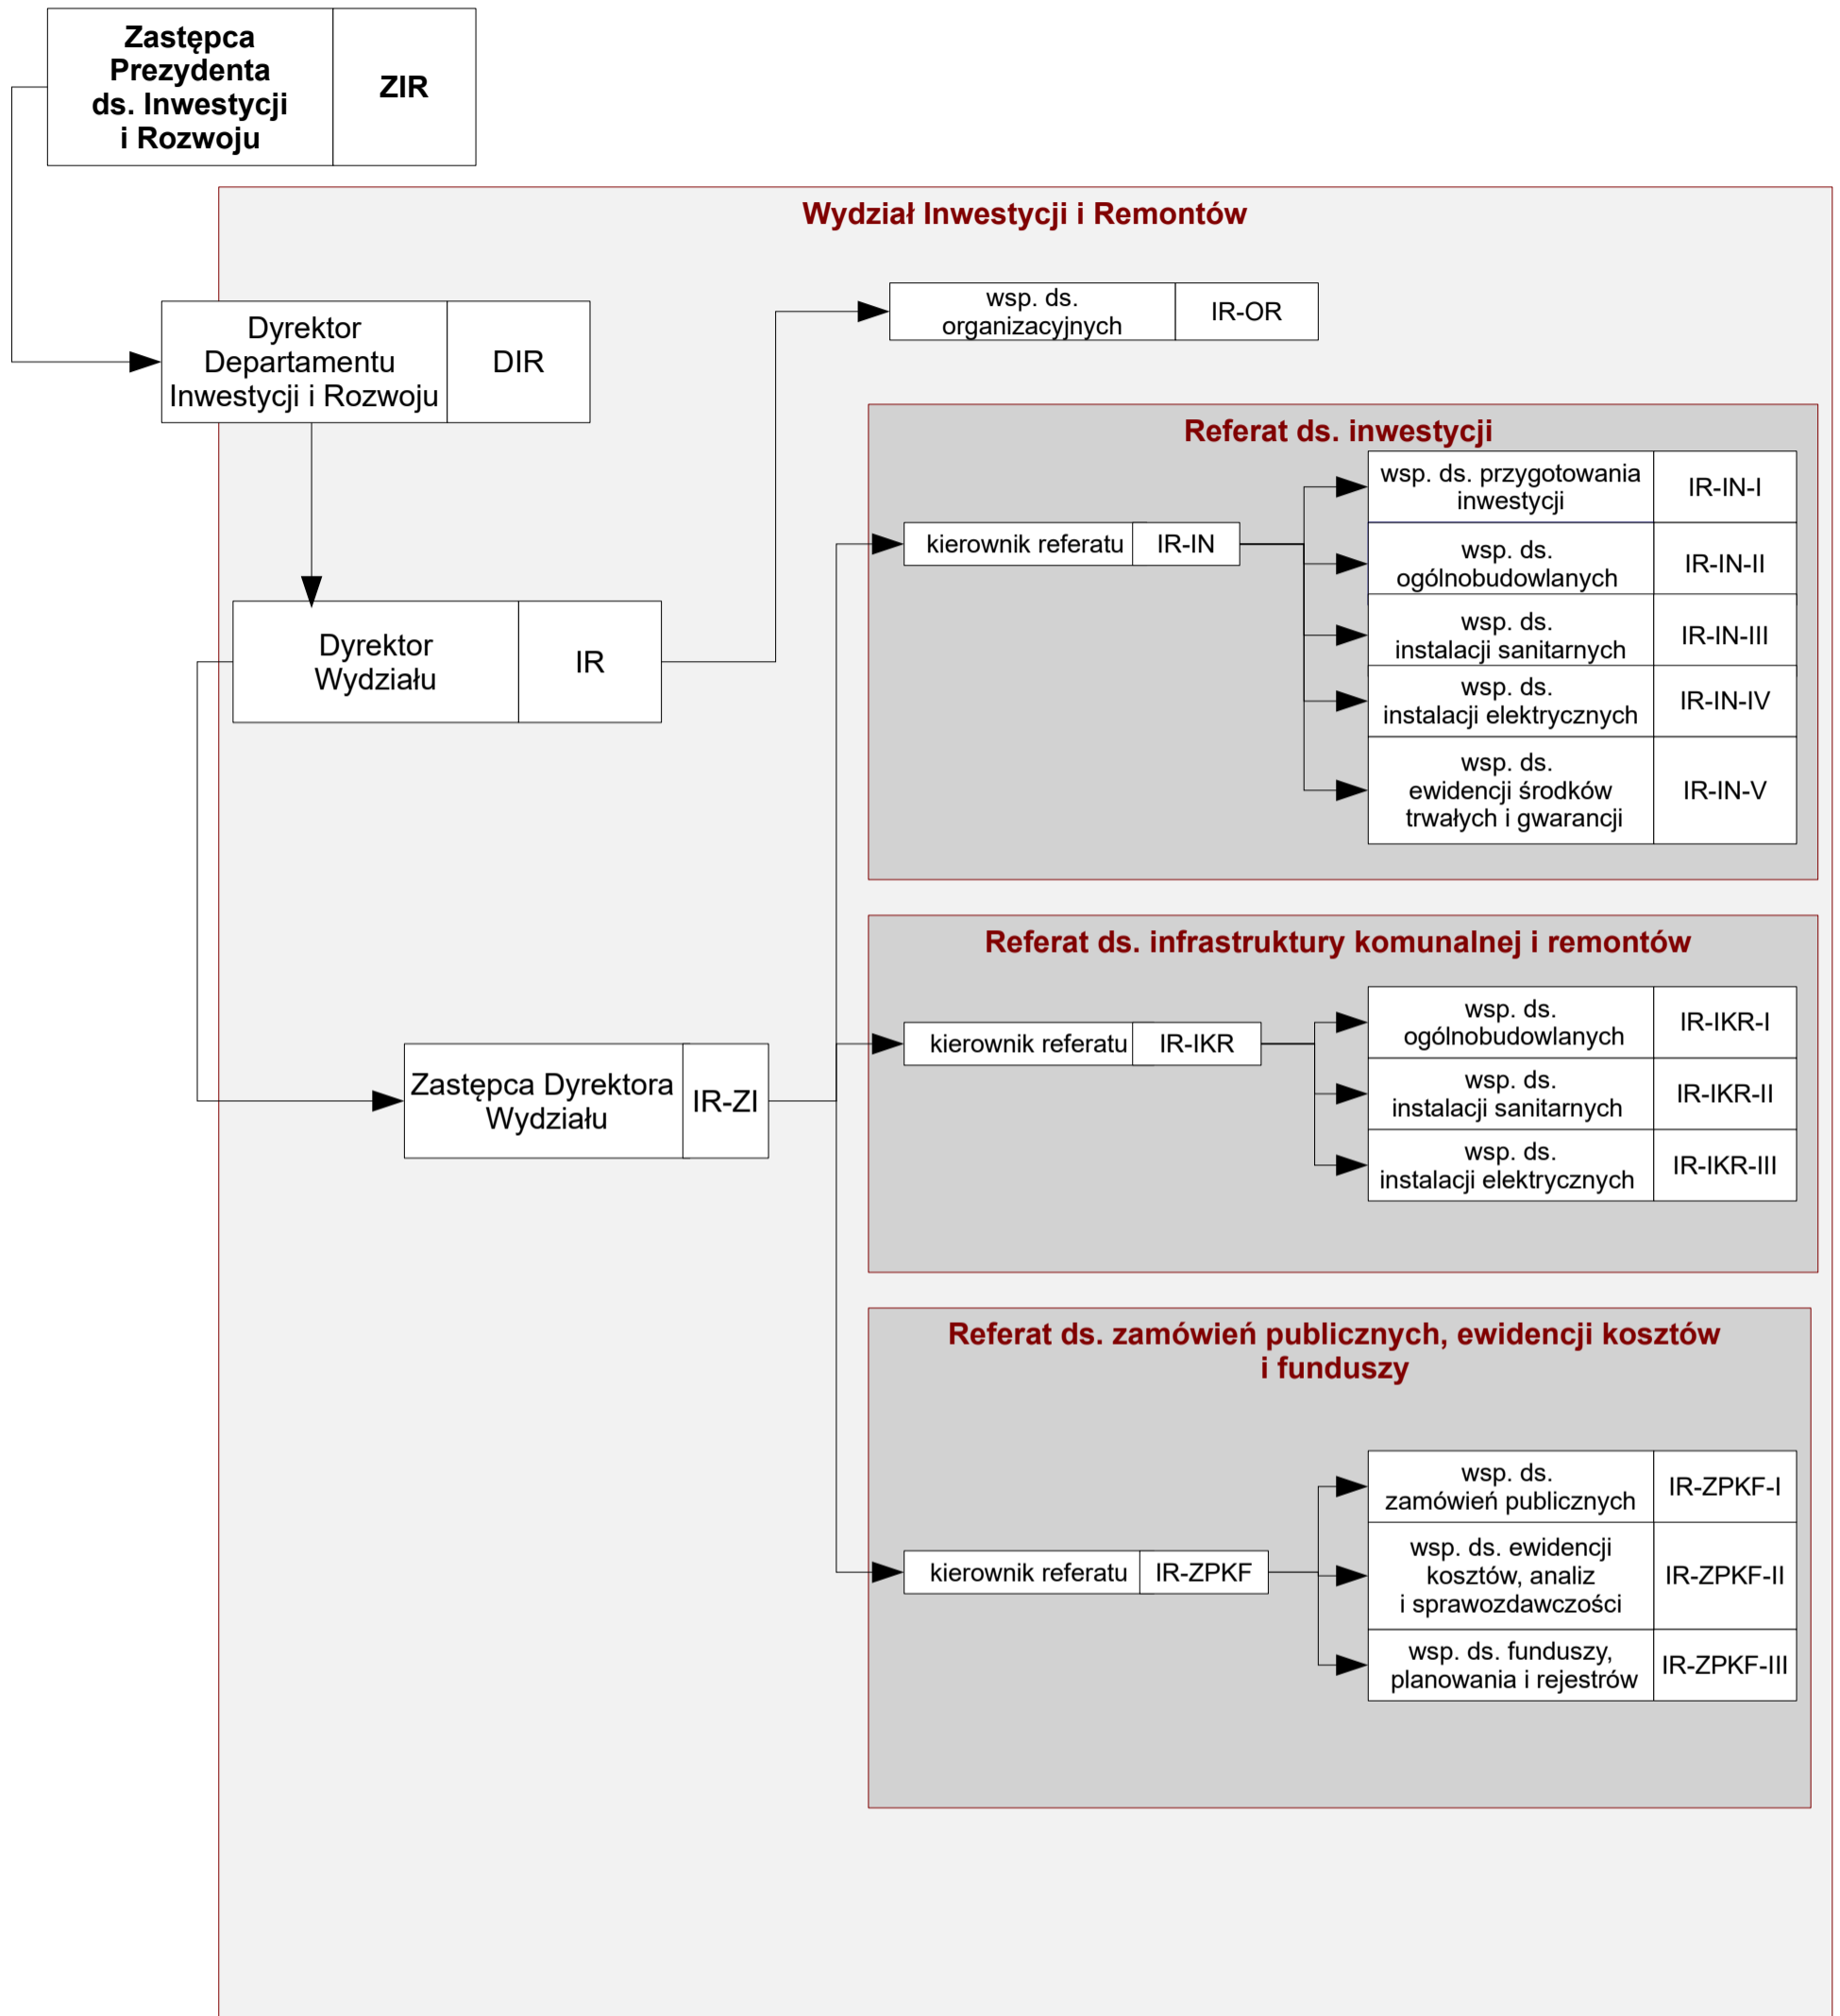 Zastępca
Prezydenta
ds. Inwestycji
i Rozwoju
ZIR
Wydział Inwestycji i Remontów
Dyrektor
Departamentu
Inwestycji i Rozwoju
DIR
wsp. ds.
organizacyjnych
IR-OR
Dyrektor
Wydziału
IR
Zastępca Dyrektora
Wydziału
IR-ZI
Referat ds. inwestycji
kierownik referatu
IR-IN
wsp. ds. przygotowania
inwestycji
IR-IN-I
wsp. ds.
ogólnobudowlanych
IR-IN-II
wsp. ds.
instalacji sanitarnych
IR-IN-III
wsp. ds.
instalacji elektrycznych
IR-IN-IV
wsp. ds.
ewidencji środków
trwałych i gwarancji
IR-IN-V
Referat ds. infrastruktury komunalnej i remontów
kierownik referatu
IR-IKR
wsp. ds.
ogólnobudowlanych
IR-IKR-I
wsp. ds.
instalacji sanitarnych
IR-IKR-II
wsp. ds.
instalacji elektrycznych
IR-IKR-III
Referat ds. zamówień publicznych, ewidencji kosztów
i funduszy
kierownik referatu
IR-ZPKF
wsp. ds.
zamówień publicznych
IR-ZPKF-I
wsp. ds. ewidencji
kosztów, analiz
i sprawozdawczości
IR-ZPKF-II
wsp. ds. funduszy,
planowania i rejestrów
IR-ZPKF-III